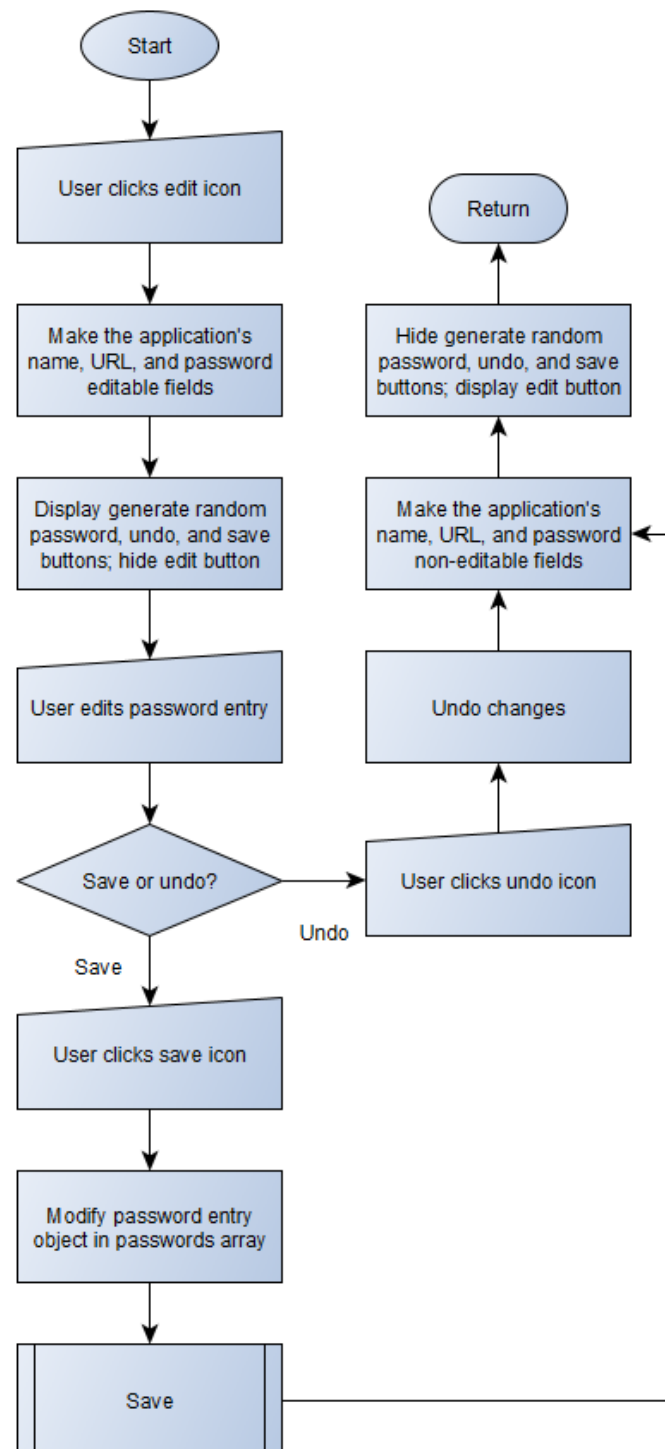 Start
User clicks edit icon
Make the application's
name, URL, and password
editable fields
Display generate random
password, undo, and save
buttons; hide edit button
User edits password entry
Save or undo?
Save
Undo
User clicks save icon
Modify password entry
object in passwords array
Save
User clicks undo icon
Undo changes
Make the application's
name, URL, and password
non-editable fields
Hide generate random
password, undo, and save
buttons; display edit button
Return